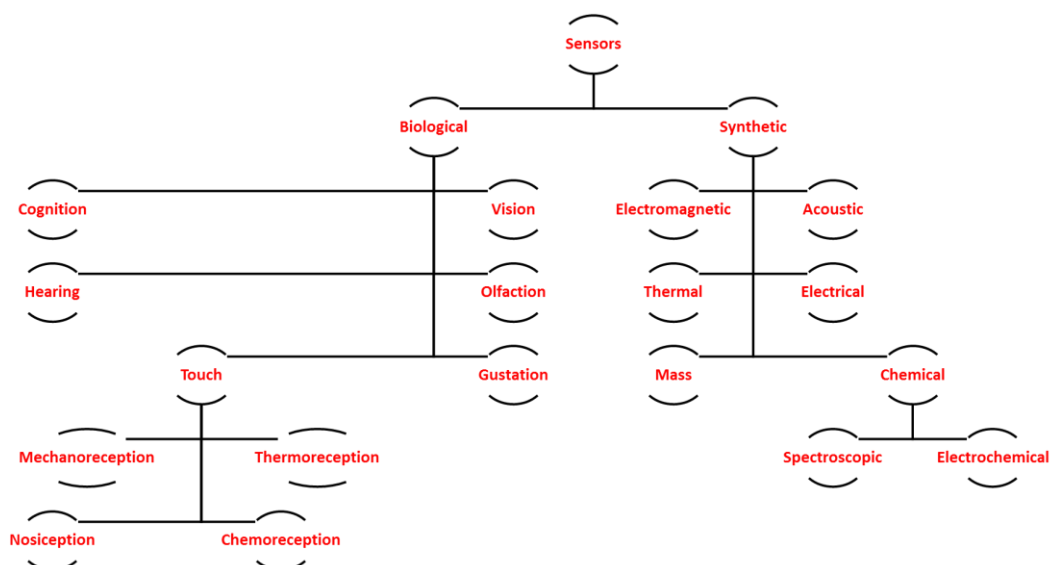 Sensors
Biological
Synthetic
Cognition
Vision
Electromagnetic
Acoustic
Hearing
Olfaction
Thermal
Electrical
Touch
Gustation
Mass
Chemical
Mechanoreception
Thermoreception
Spectroscopic
Electrochemical
Nosiception
Chemoreception